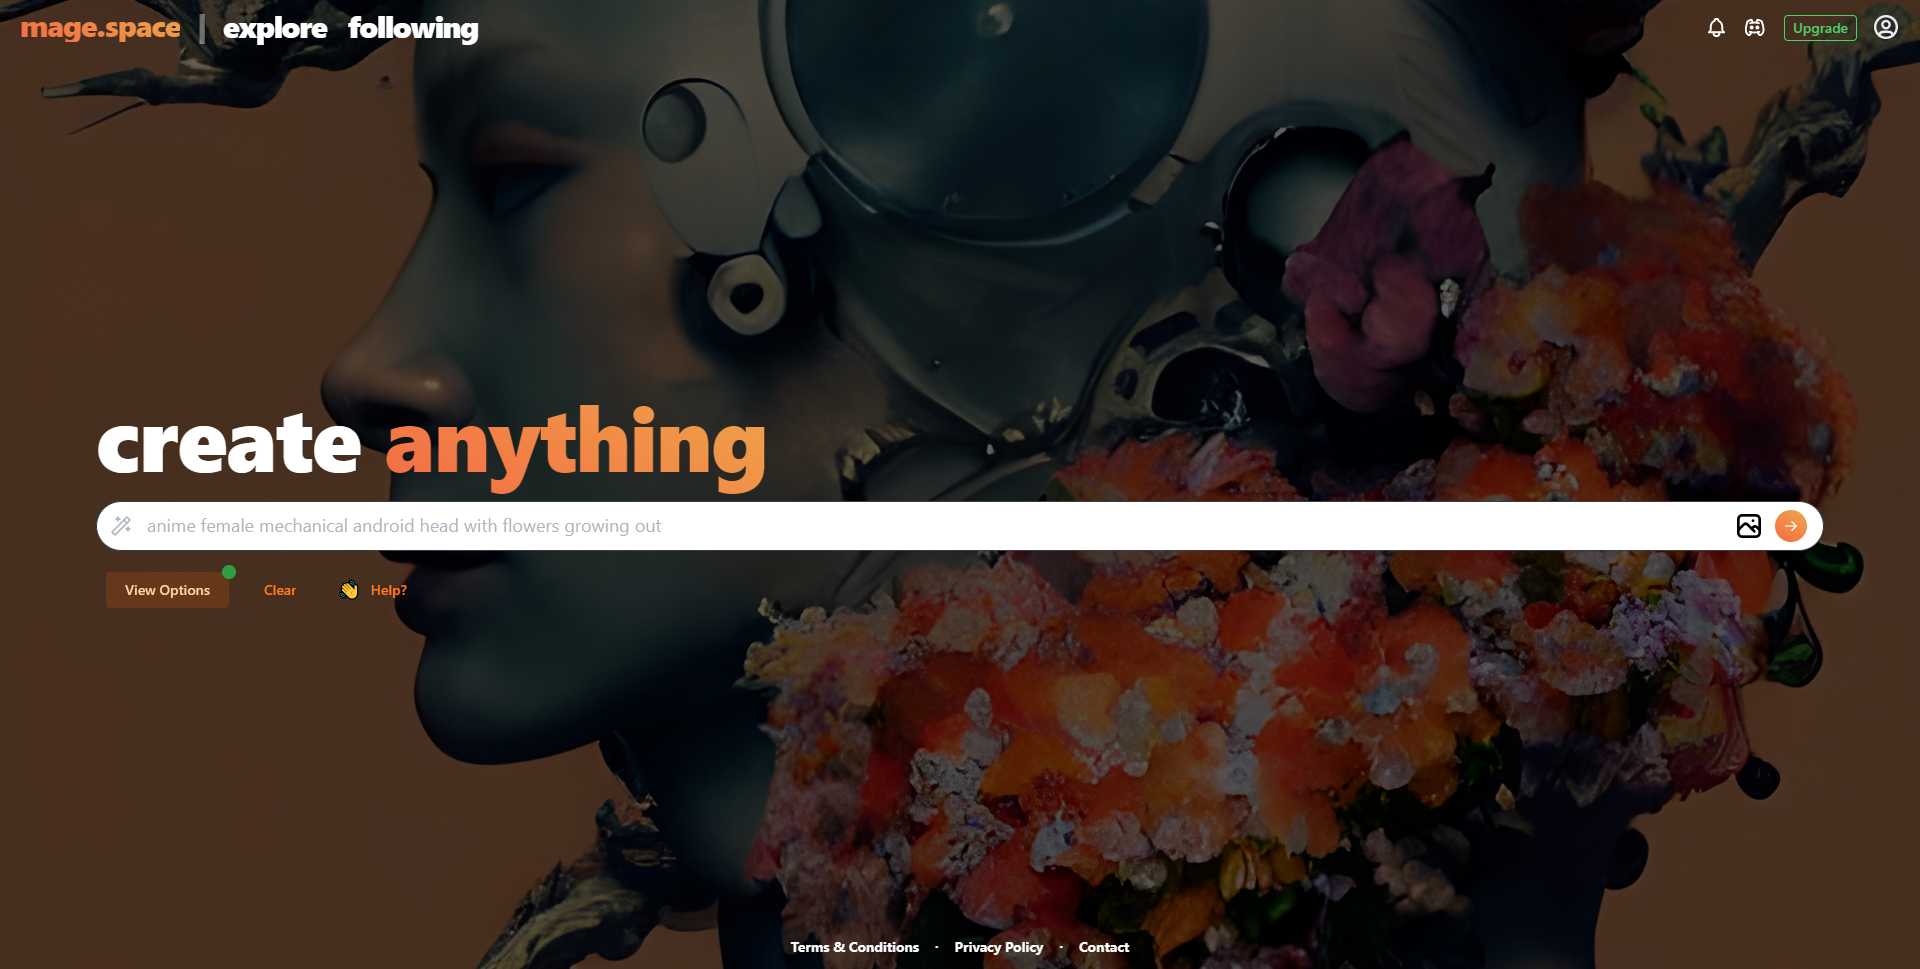 mage.space | explore following
Upgrade
create anything
anime female mechanical android head with flowers growing out
View Options Clear 👋 Help?
Terms & Conditions · Privacy Policy · Contact